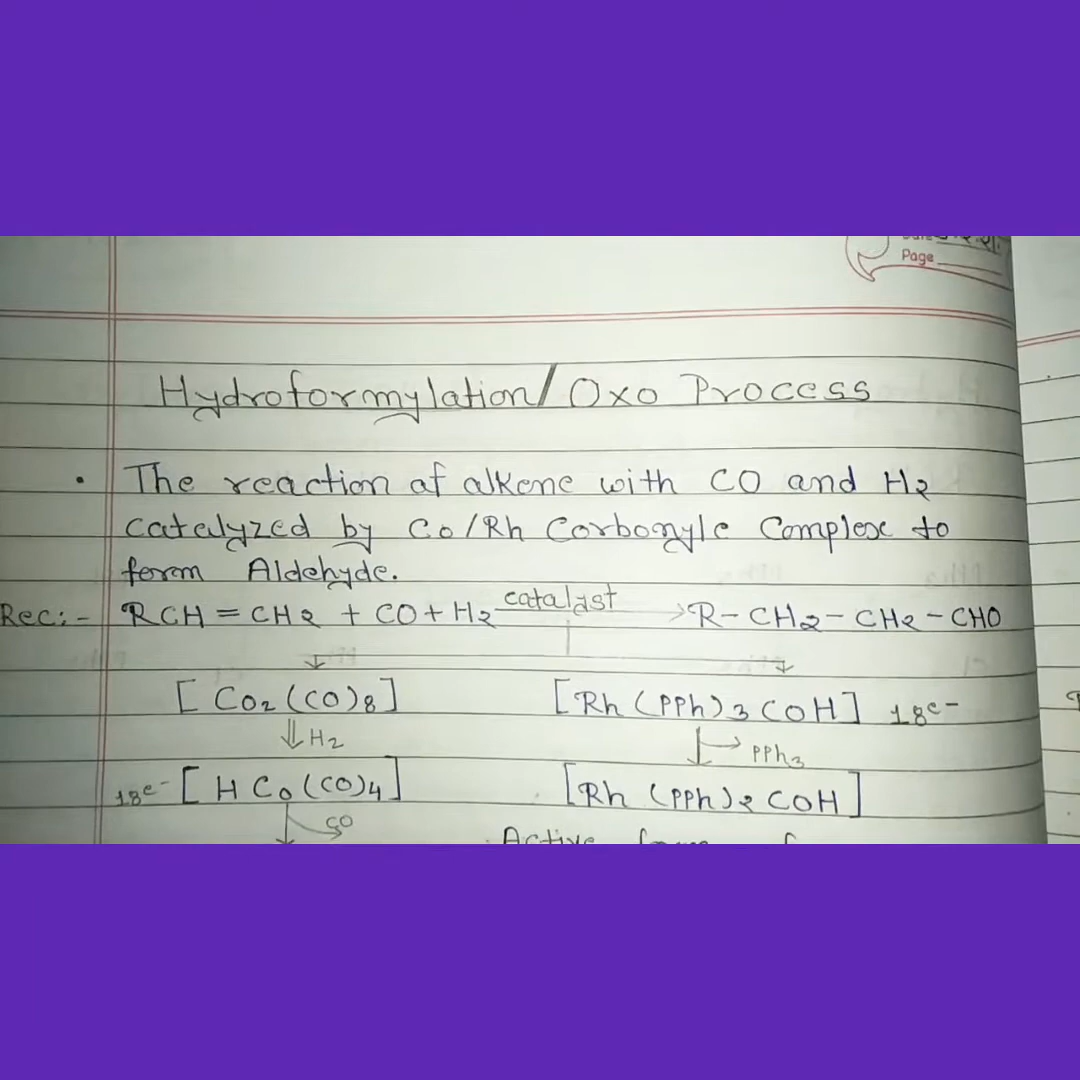 Page
Hydroformylation/Oxo Process
• The reaction of alkene with CO and H2
catalyzed by Co/Rh Corbonyle Complex to
form Aldehyde.
Rec:- RCH=CH2 + CO+H2 catalyst → R-CH2-CH2-CHO
[Co2(CO)8] [Rh(PPh)3COH] 18e-
⇓H2 → PPh3
18e- [HCo(CO)4] [Rh(PPh)2COH]
Active form